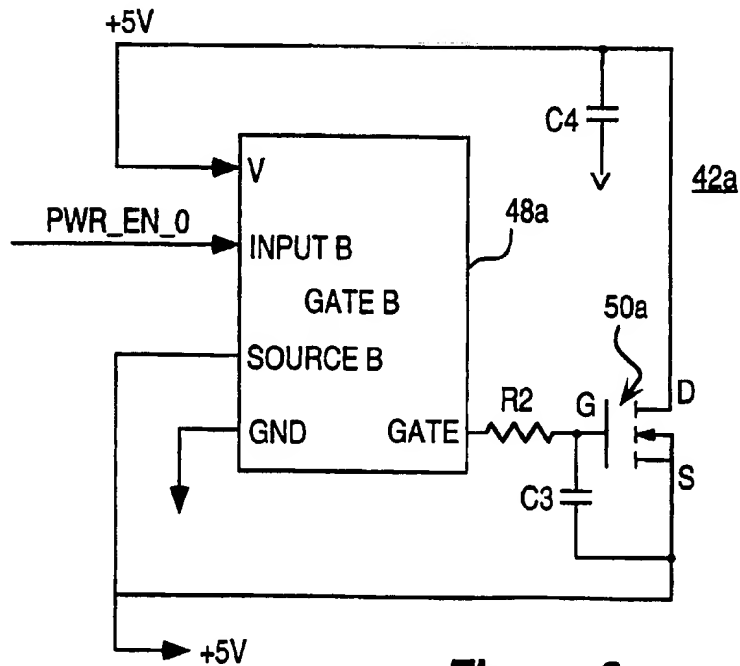 +5V
C4
42a
V
PWR_EN_0
48a
INPUT B
GATE B
50a
SOURCE B
R2
G
D
GND
GATE
S
C3
+5V